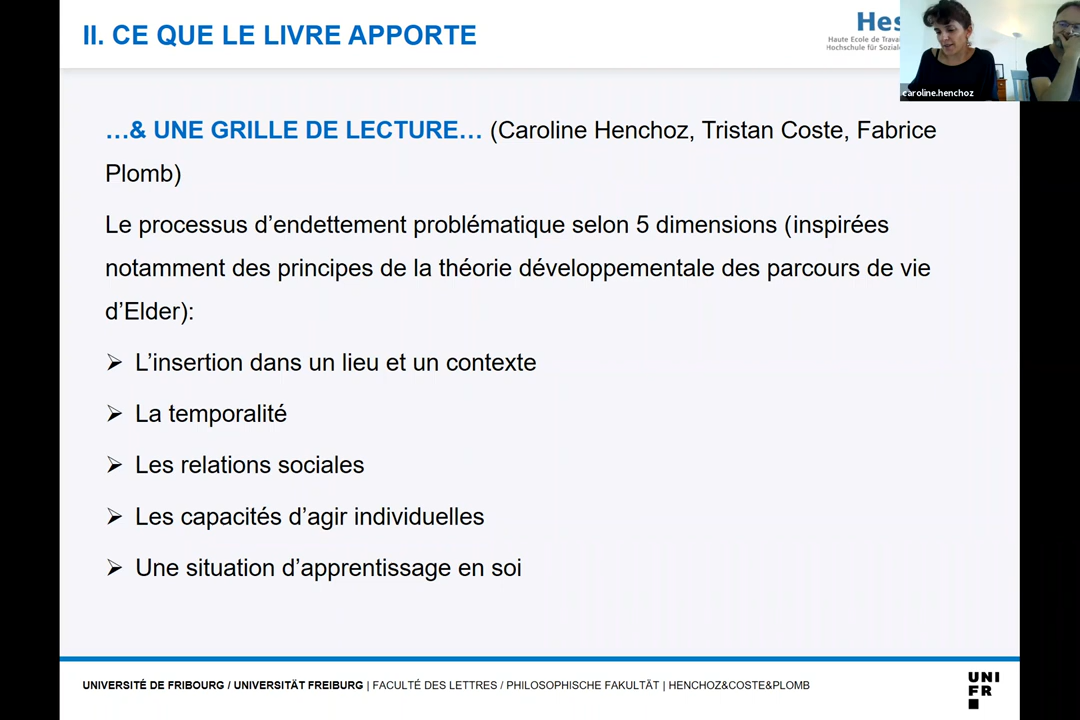 II. CE QUE LE LIVRE APPORTE
Hes
Haute Ecole de Trava
Hochschule für Soziale
caroline.henchoz
…& UNE GRILLE DE LECTURE… (Caroline Henchoz, Tristan Coste, Fabrice
Plomb)
Le processus d’endettement problématique selon 5 dimensions (inspirées
notamment des principes de la théorie développementale des parcours de vie
d’Elder):
➢ L’insertion dans un lieu et un contexte
➢ La temporalité
➢ Les relations sociales
➢ Les capacités d’agir individuelles
➢ Une situation d’apprentissage en soi
UNIVERSITÉ DE FRIBOURG / UNIVERSITÄT FREIBURG | FACULTÉ DES LETTRES / PHILOSOPHISCHE FAKULTÄT | HENCHOZ&COSTE&PLOMB
UNI
FR